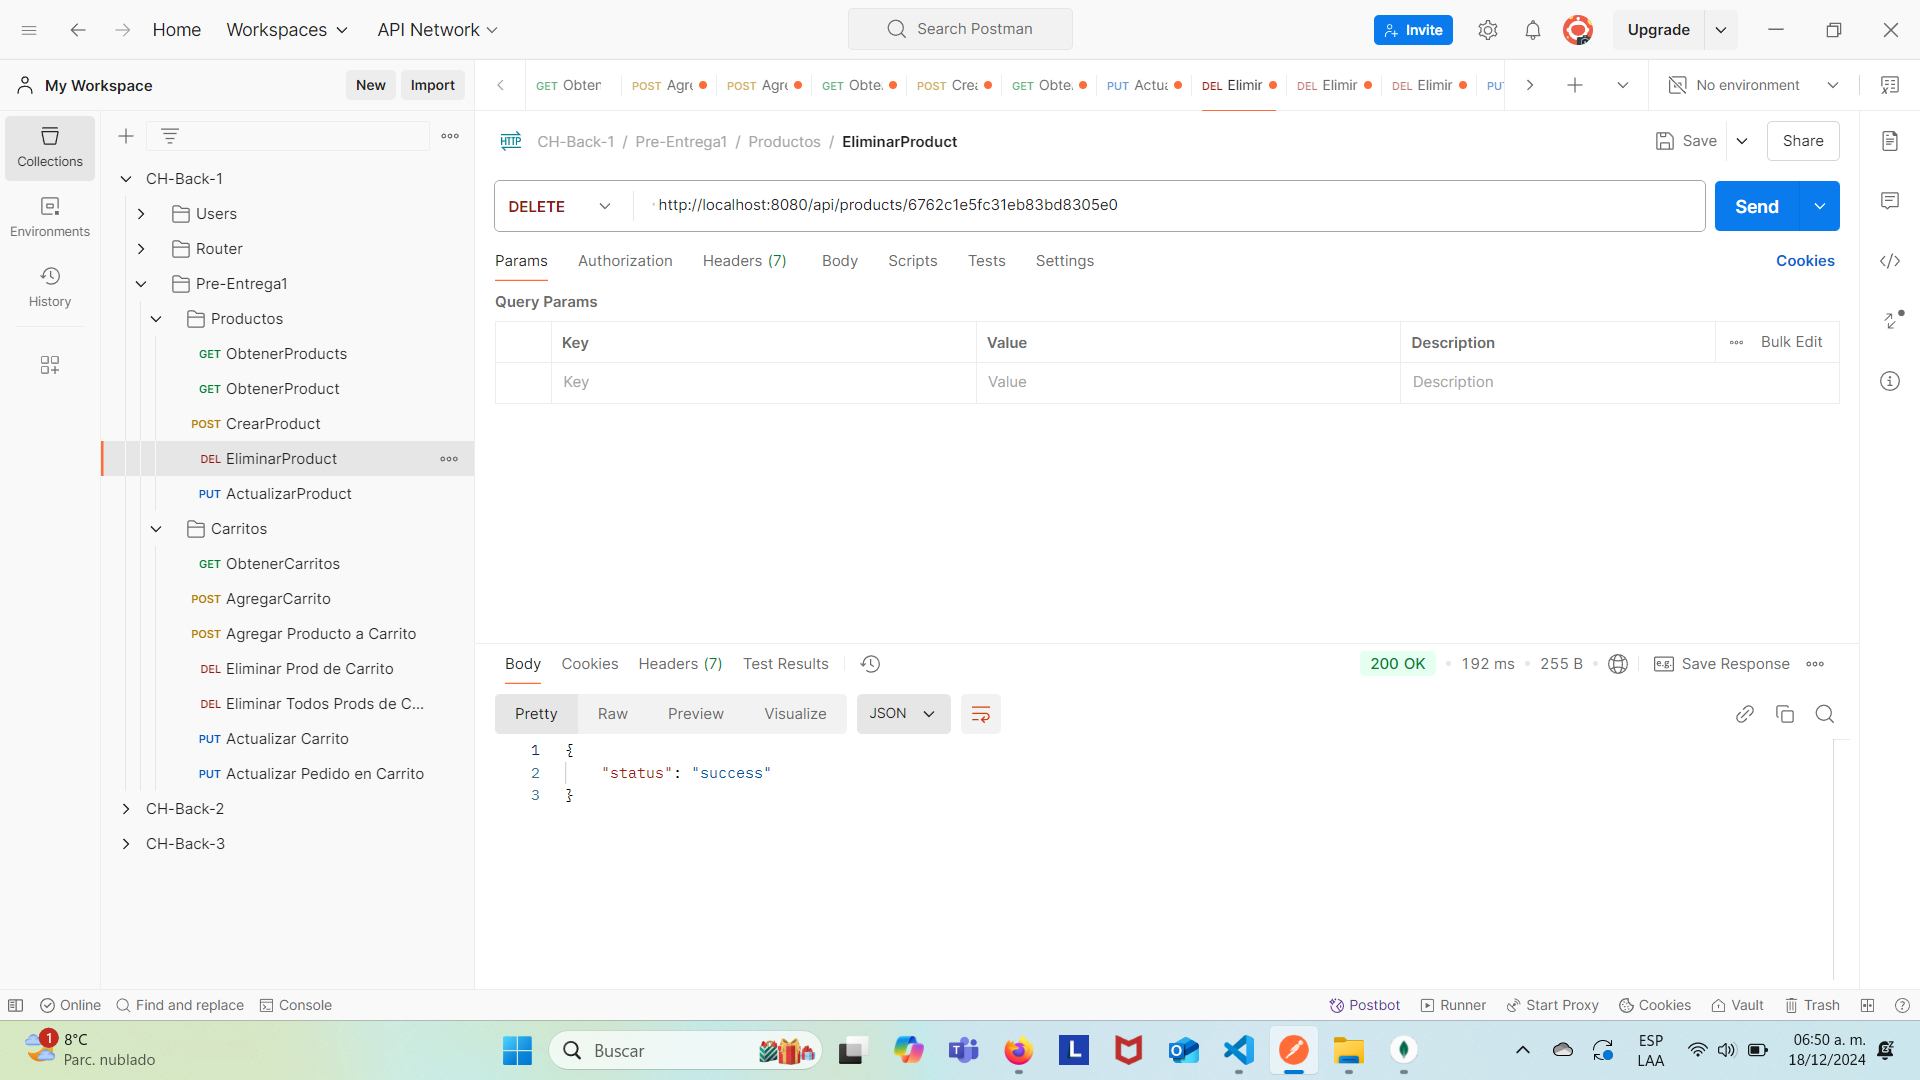 Home
Workspaces
API Network
Search Postman
Invite
Upgrade
My Workspace
New
Import
GET Obten
POST Agre
POST Agre
GET Obte
POST Crea
GET Obte
PUT Actua
DEL Elimir
DEL Elimir
DEL Elimir
PU
No environment
Collections
Environments
History
CH-Back-1
Users
Router
Pre-Entrega1
Productos
GET ObtenerProducts
GET ObtenerProduct
POST CrearProduct
DEL EliminarProduct
PUT ActualizarProduct
Carritos
GET ObtenerCarritos
POST AgregarCarrito
POST Agregar Producto a Carrito
DEL Eliminar Prod de Carrito
DEL Eliminar Todos Prods de C...
PUT Actualizar Carrito
PUT Actualizar Pedido en Carrito
CH-Back-2
CH-Back-3
HTTP CH-Back-1 / Pre-Entrega1 / Productos / EliminarProduct
Save
Share
DELETE http://localhost:8080/api/products/6762c1e5fc31eb83bd8305e0
Send
Params Authorization Headers (7) Body Scripts Tests Settings
Cookies
Query Params
Key Value Description Bulk Edit
Key Value Description
Body Cookies Headers (7) Test Results
200 OK • 192 ms • 255 B • e.g. Save Response
Pretty Raw Preview Visualize JSON
1 {
2 "status": "success"
3 }
Online Find and replace Console
Postbot Runner Start Proxy Cookies Vault Trash
1
8°C
Parc. nublado
Buscar
L
ESP
LAA
06:50 a. m.
18/12/2024